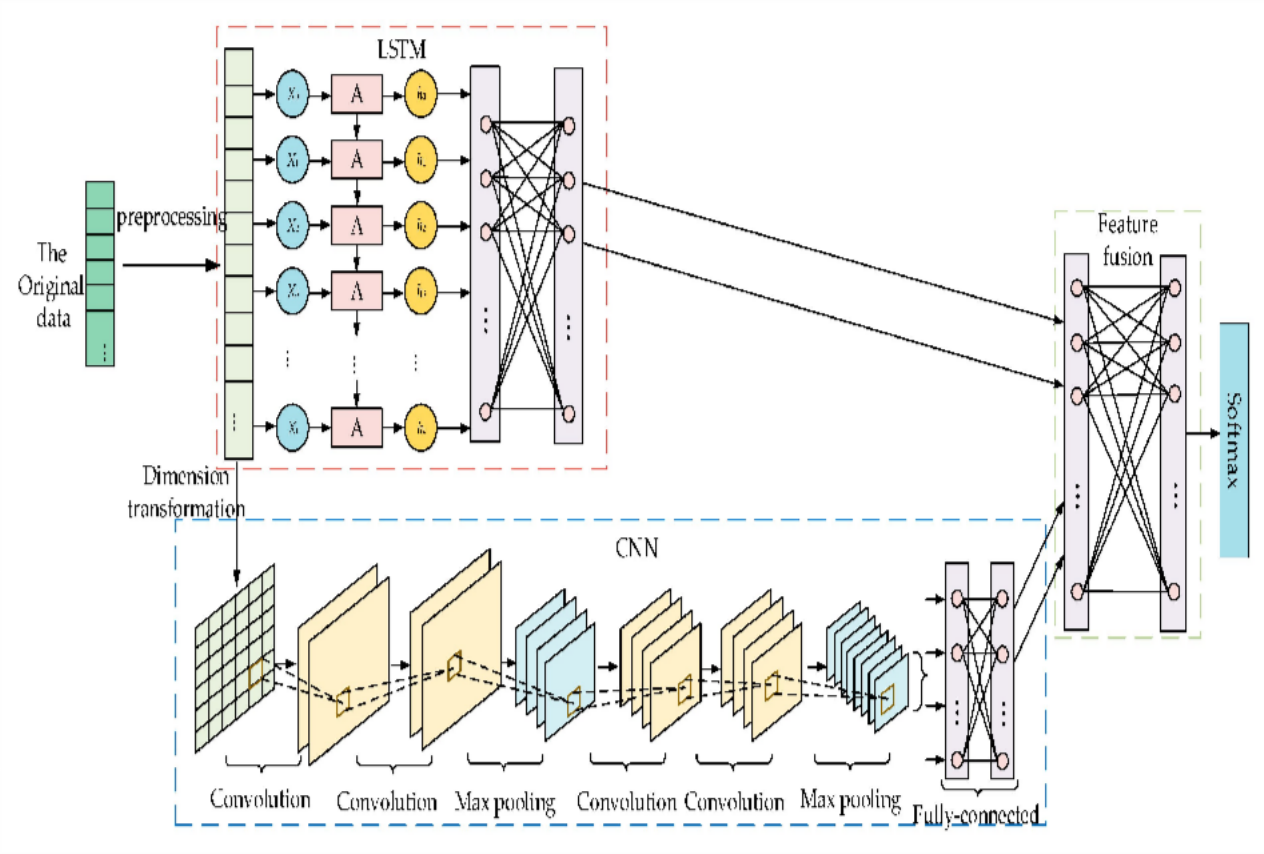 LSTM
preprocessing
The
Original
data
A
A
A
A
A
Feature
fusion
Softmax
Dimension
transformation
CNN
Convolution
Convolution
Max pooling
Convolution
Convolution
Max pooling
Fully-connected